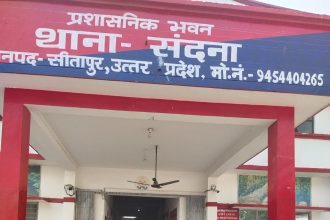 प्रशासनिक भवन
थाना- संदना
नपद-सीतापुर,उत्तर प्रदेश, मो.नं.- 9454404265